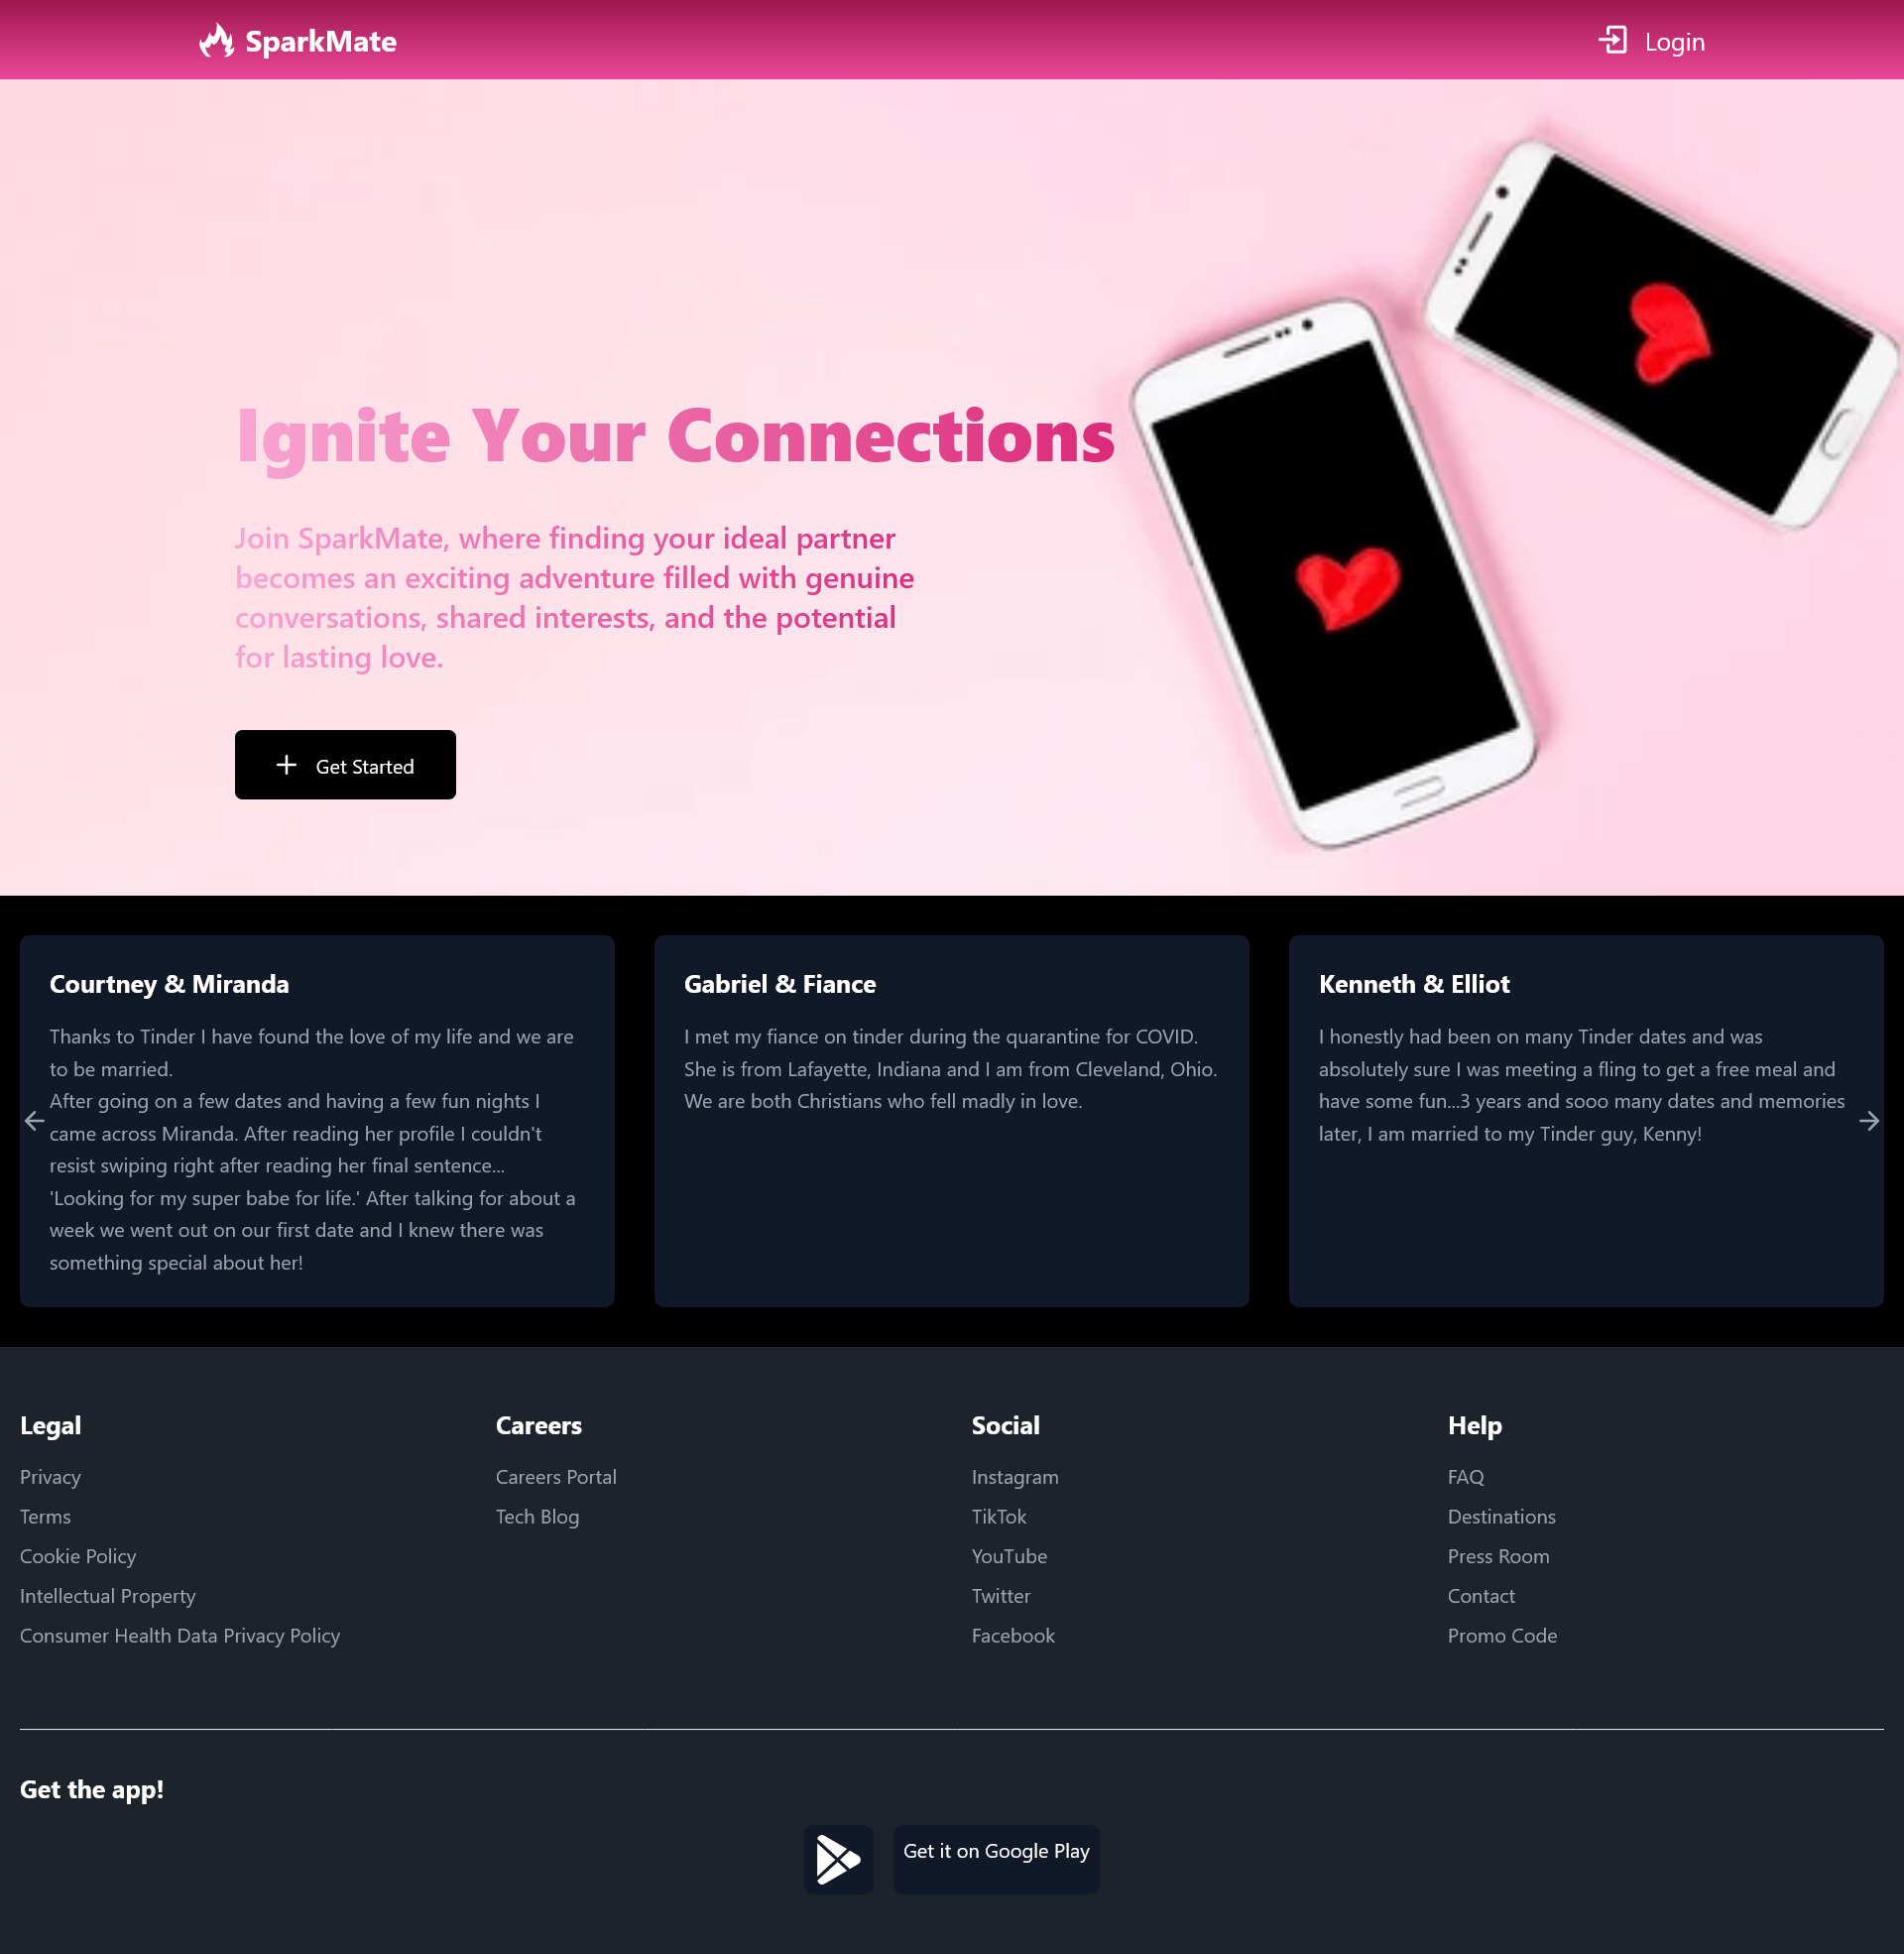 SparkMate
Login
Ignite Your Connections
Join SparkMate, where finding your ideal partner
becomes an exciting adventure filled with genuine
conversations, shared interests, and the potential
for lasting love.
Get Started
Courtney & Miranda
Thanks to Tinder I have found the love of my life and we are
to be married.
After going on a few dates and having a few fun nights I
came across Miranda. After reading her profile I couldn't
resist swiping right after reading her final sentence...
'Looking for my super babe for life.' After talking for about a
week we went out on our first date and I knew there was
something special about her!
Gabriel & Fiance
I met my fiance on tinder during the quarantine for COVID.
She is from Lafayette, Indiana and I am from Cleveland, Ohio.
We are both Christians who fell madly in love.
Kenneth & Elliot
I honestly had been on many Tinder dates and was
absolutely sure I was meeting a fling to get a free meal and
have some fun...3 years and sooo many dates and memories
later, I am married to my Tinder guy, Kenny!
Legal
Privacy
Terms
Cookie Policy
Intellectual Property
Consumer Health Data Privacy Policy
Careers
Careers Portal
Tech Blog
Social
Instagram
TikTok
YouTube
Twitter
Facebook
Help
FAQ
Destinations
Press Room
Contact
Promo Code
Get the app!
Get it on Google Play